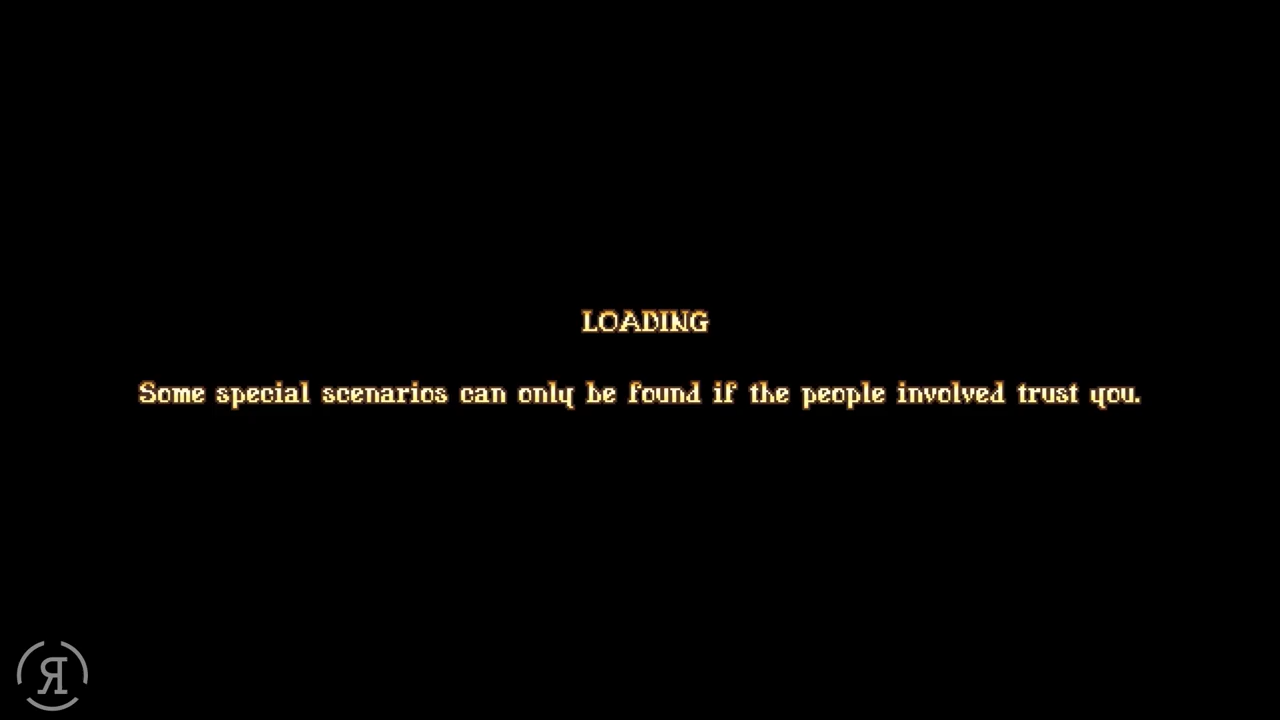 LOADING
Some special scenarios can only be found if the people involved trust you.
Я